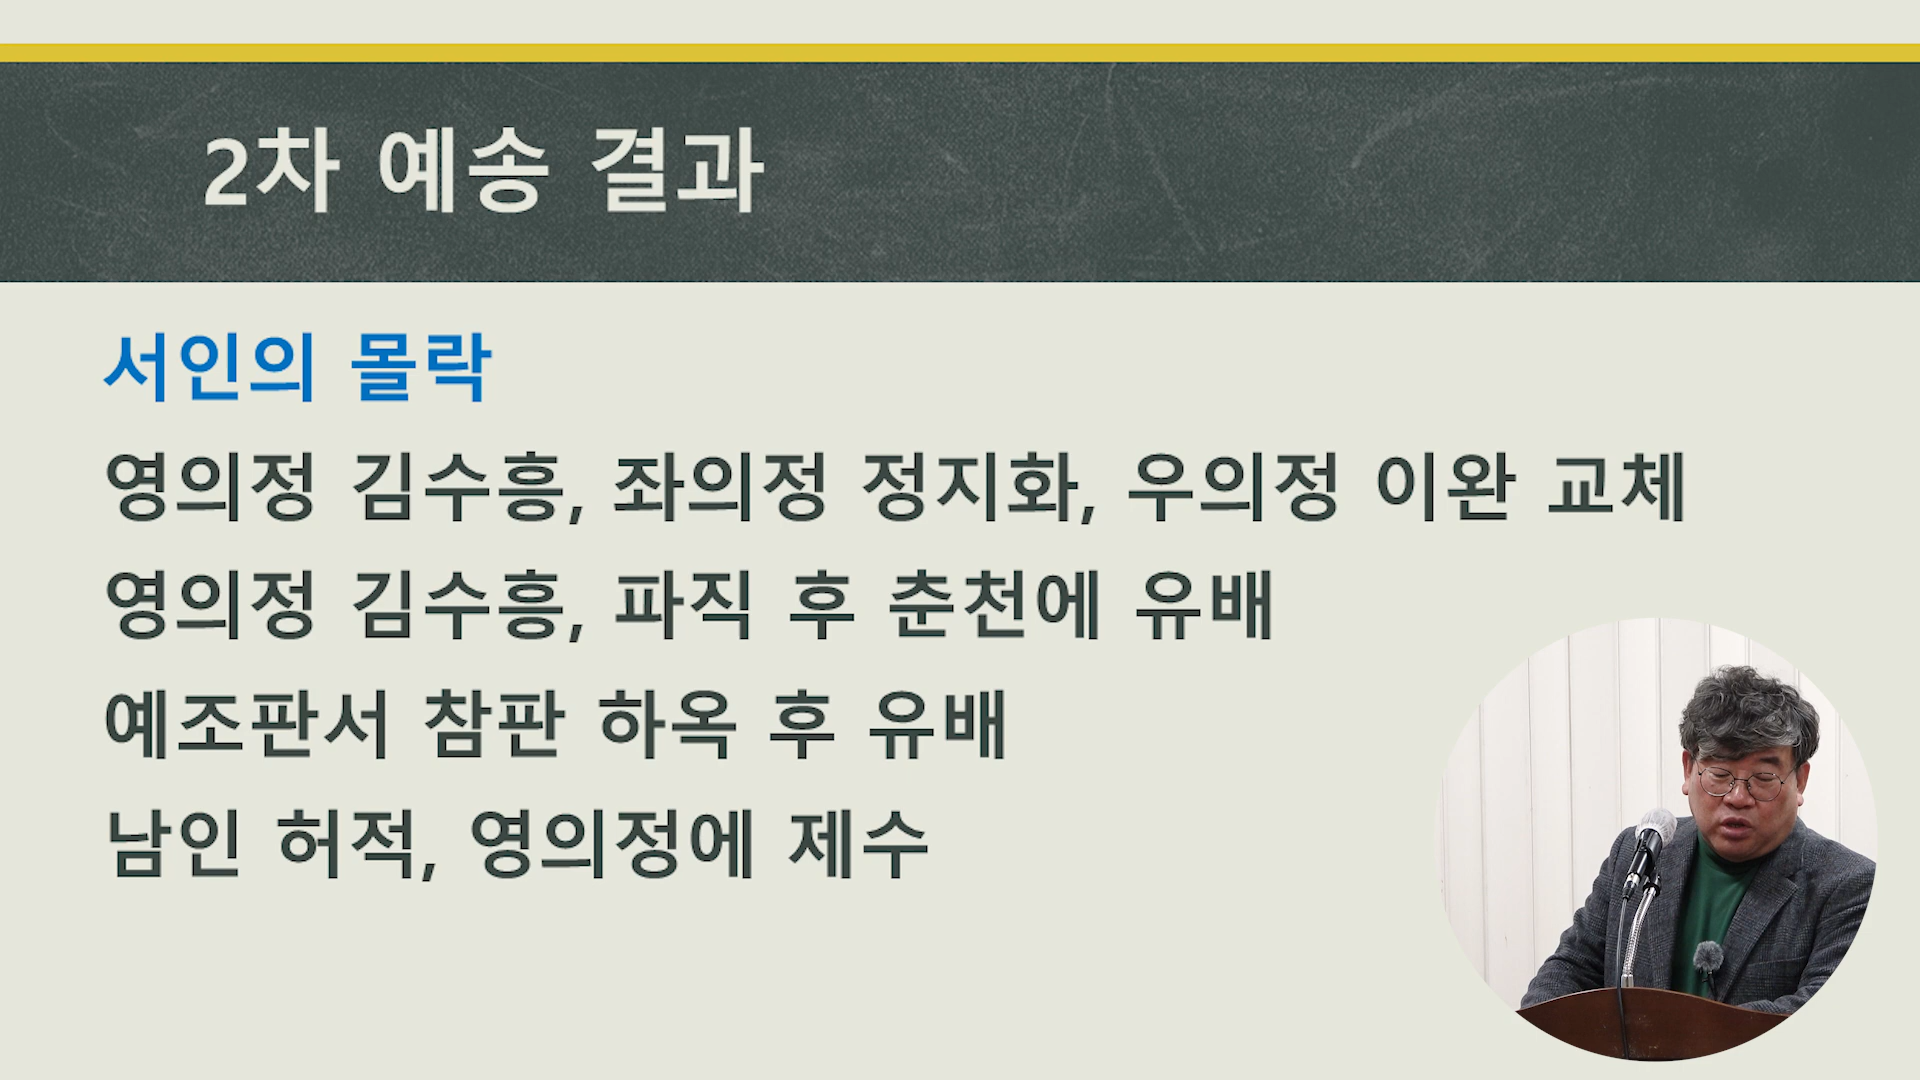 2차 예송 결과
서인의 몰락
영의정 김수흥, 좌의정 정지화, 우의정 이완 교체
영의정 김수흥, 파직 후 춘천에 유배
예조판서 참판 하옥 후 유배
남인 허적, 영의정에 제수